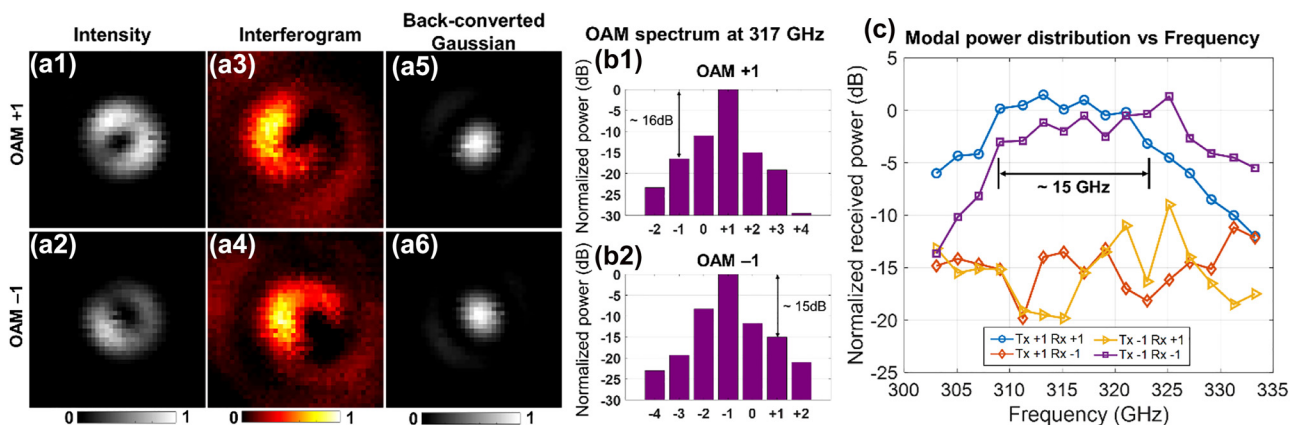 Intensity
Interferogram
Back-converted
Gaussian
OAM +1
(a1)
(a3)
(a5)
OAM −1
(a2)
(a4)
(a6)
0 1
0 1
0 1
OAM spectrum at 317 GHz
(b1)
OAM +1
Normalized power (dB)
0
-5
-10
-15
-20
-25
-30
~ 16dB
-2 -1 0 +1 +2 +3 +4
(b2)
OAM −1
Normalized power (dB)
0
-5
-10
-15
-20
-25
-30
~ 15dB
-4 -3 -2 -1 0 +1 +2
(c)
Modal power distribution vs Frequency
Normalized received power (dB)
5
0
-5
-10
-15
-20
-25
~ 15 GHz
Tx +1 Rx +1 Tx -1 Rx +1
Tx +1 Rx -1 Tx -1 Rx -1
300 305 310 315 320 325 330 335
Frequency (GHz)